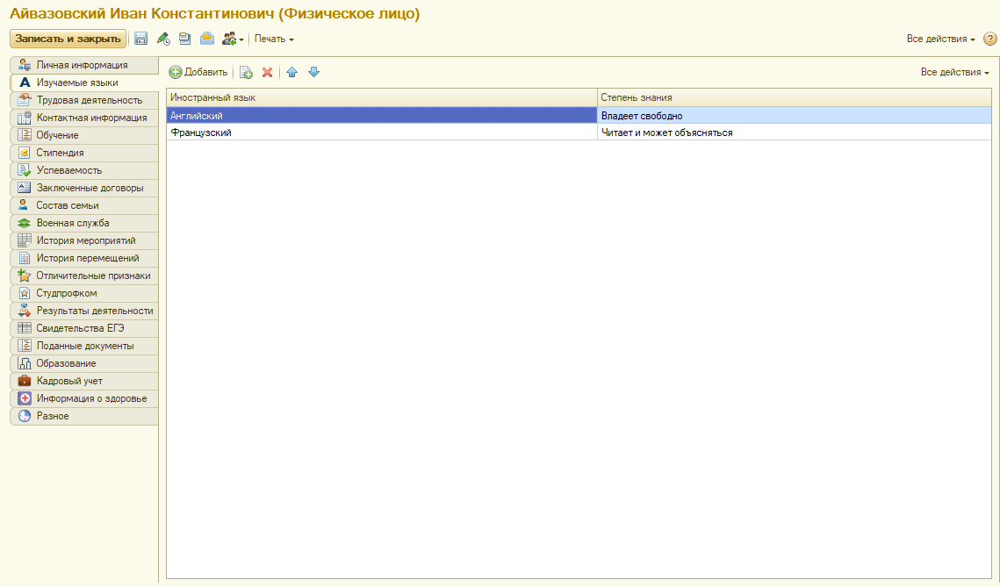 Айвазовский Иван Константинович (Физическое лицо)
Записать и закрыть Печать Все действия ?
Личная информация
Изучаемые языки
Трудовая деятельность
Контактная информация
Обучение
Стипендия
Успеваемость
Заключенные договоры
Состав семьи
Военная служба
История мероприятий
История перемещений
Отличительные признаки
Студпрофком
Результаты деятельности
Свидетельства ЕГЭ
Поданные документы
Образование
Кадровый учет
Информация о здоровье
Разное
Добавить Все действия
Иностранный язык Степень знания
Английский Владеет свободно
Французский Читает и может объясняться